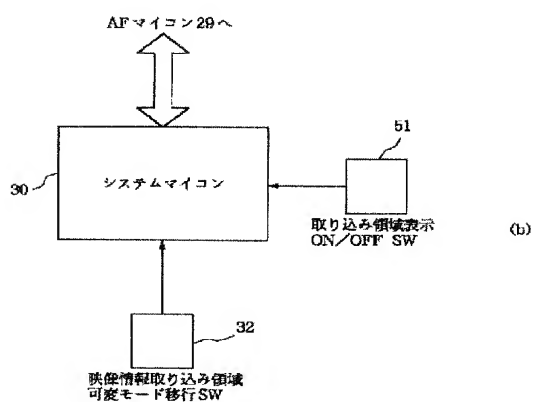 AFマイコン29へ
51
30
システムマイコン
取り込み領域表示
ON/OFF SW
(b)
32
映像情報取り込み領域
可変モード移行SW